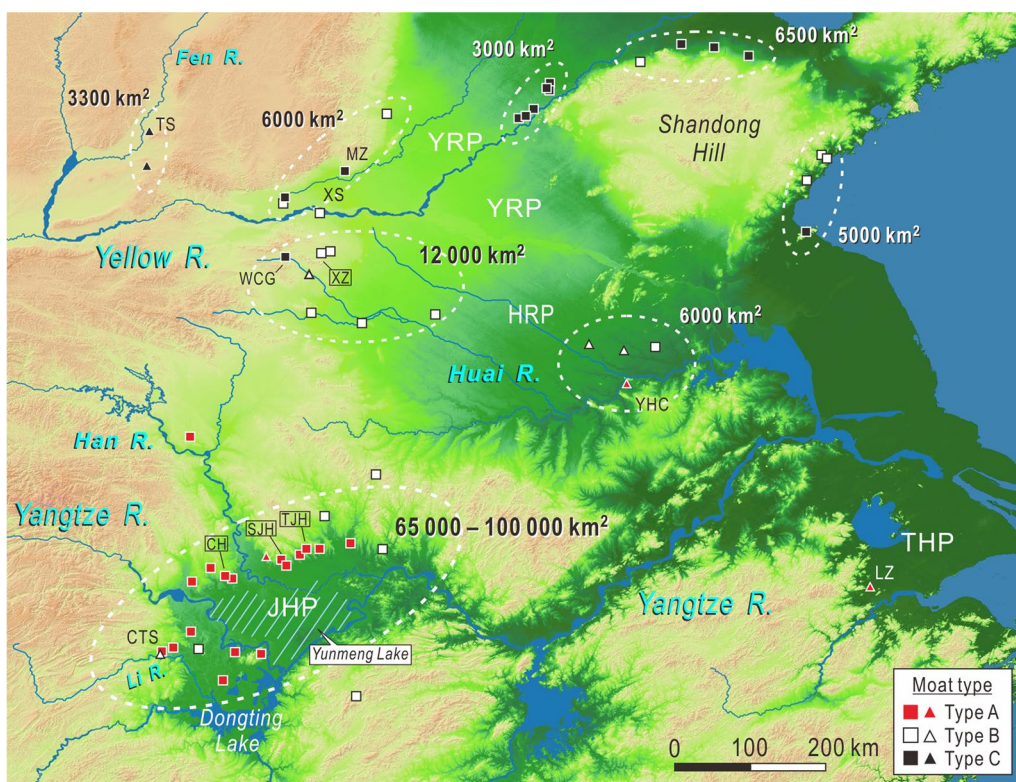 Fen R.
3000 km²
6500 km²
3300 km²
TS
6000 km²
YRP
Shandong
Hill
MZ
XS
YRP
Yellow R.
WCG
XZ
12 000 km²
5000 km²
HRP
6000 km²
Huai R.
YHC
Han R.
Yangtze R.
65 000 – 100 000 km²
TJH
SJH
CH
THP
LZ
JHP
Yangtze R.
CTS
Yunmeng Lake
Li R.
Dongting
Lake
Moat type
Type A
Type B
Type C
0 100 200 km